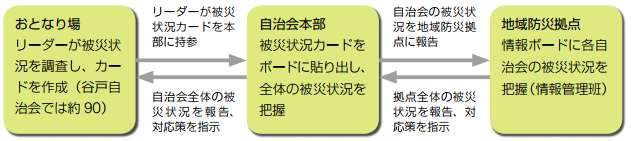 おとなり場
リーダーが被災状
況を調査し、カー
ドを作成（谷戸自
治会では約 90）
リーダーが被災
状況カードを本
部に持参
自治会全体の被
災状況を報告、
対応策を指示
自治会本部
被災状況カードを
ボードに貼り出し、
全体の被災状況を
把握
自治会の被災状
況を地域防災拠
点に報告
拠点全体の被災
状況を報告、対
応策を指示
地域防災拠点
情報ボードに各自
治会の被災状況を
把握（情報管理班）